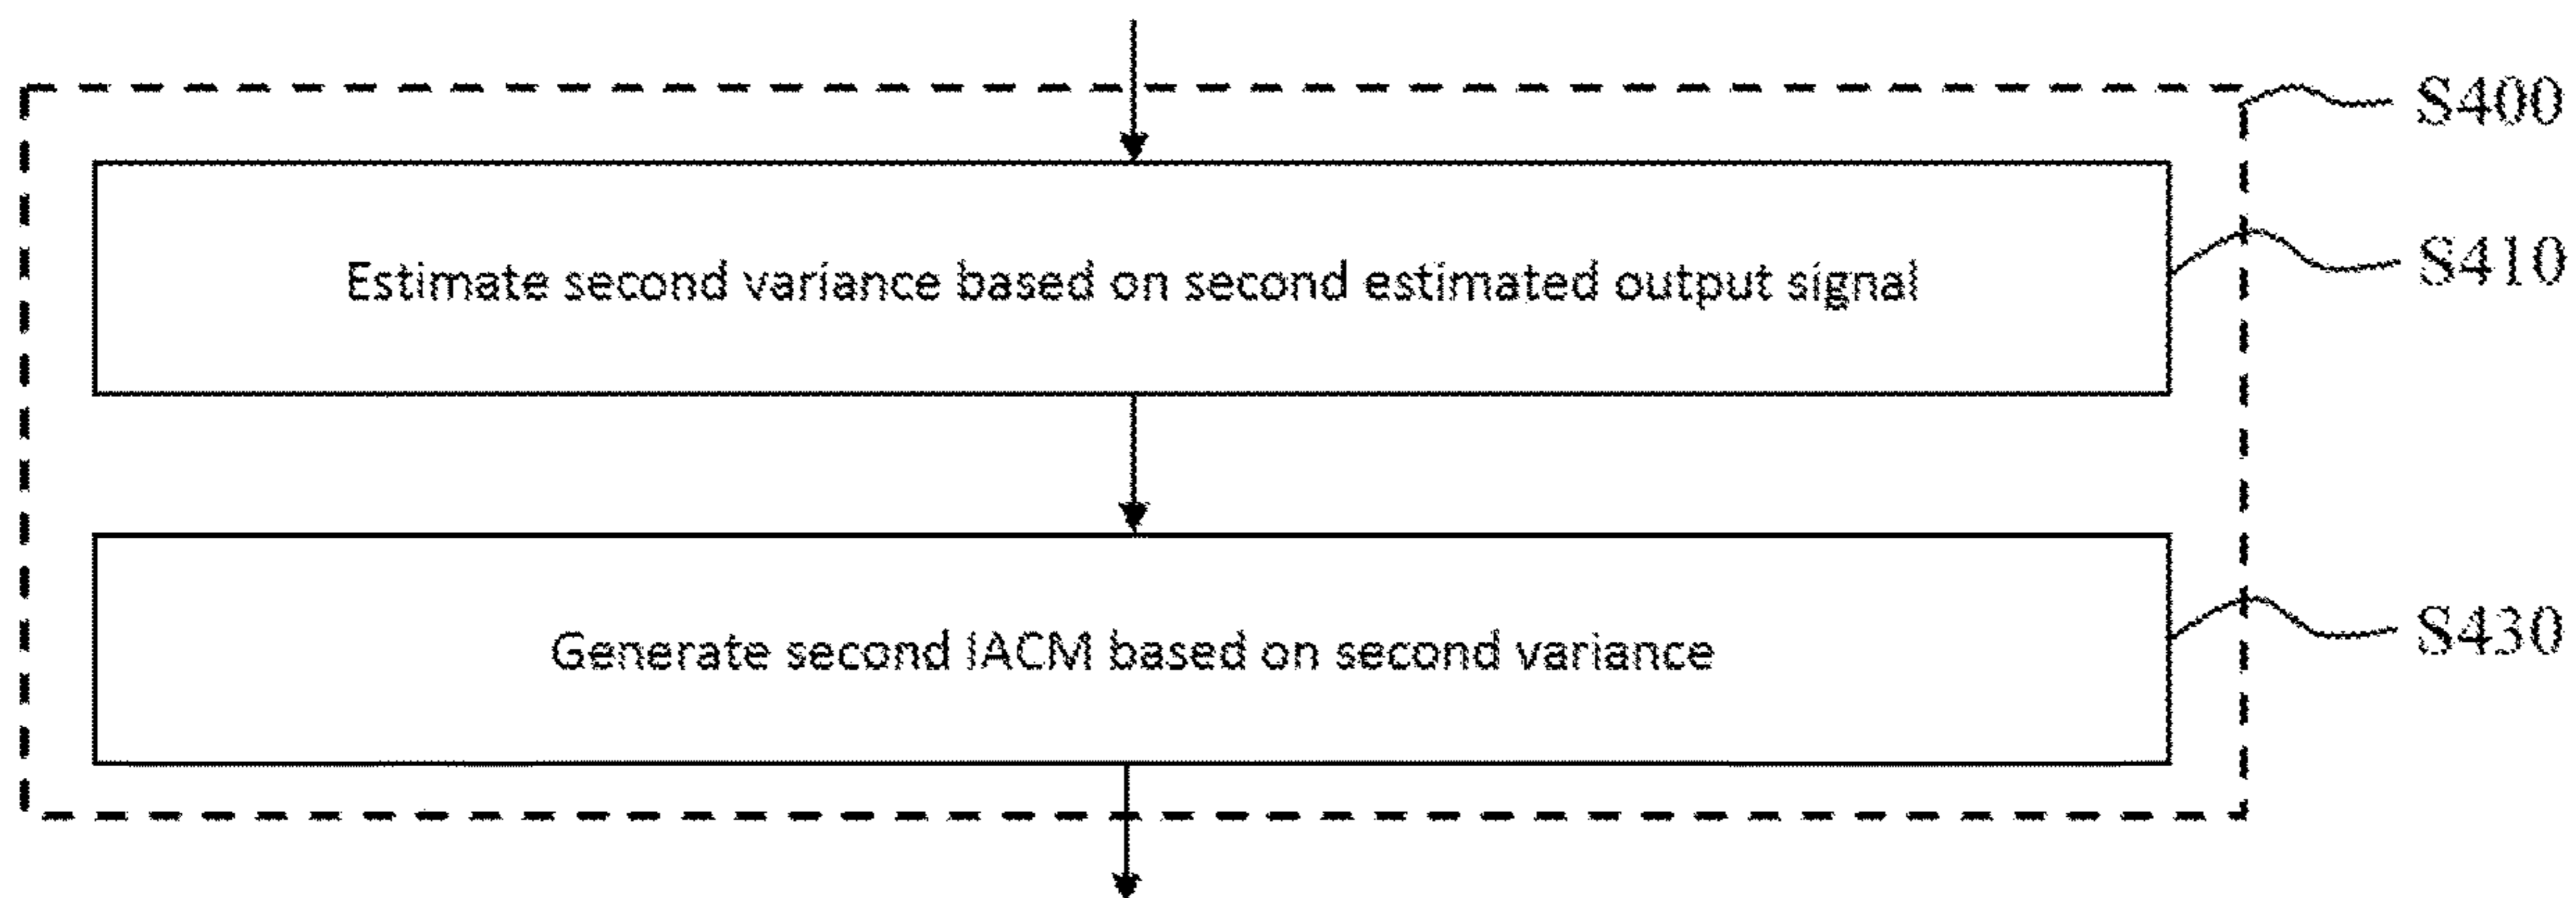 S400
Estimate second variance based on second estimated output signal
S410
Generate second IACM based on second variance
S430